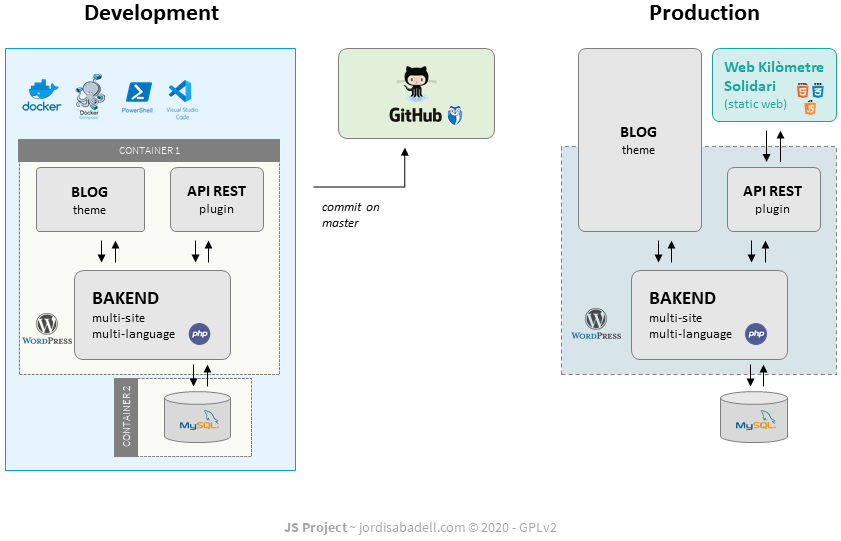 Development
Production
docker
Docker
Compose
PowerShell
Visual Studio
Code
CONTAINER 1
BLOG
theme
API REST
plugin
BAKEND
multi-site
multi-language
php
WORDPRESS
CONTAINER 2
MySQL
GitHub
commit on
master
BLOG
theme
Web Kilòmetre
Solidari
(static web)
API REST
plugin
BAKEND
multi-site
multi-language
php
WORDPRESS
MySQL
JS Project ~ jordisabadell.com © 2020 - GPLv2